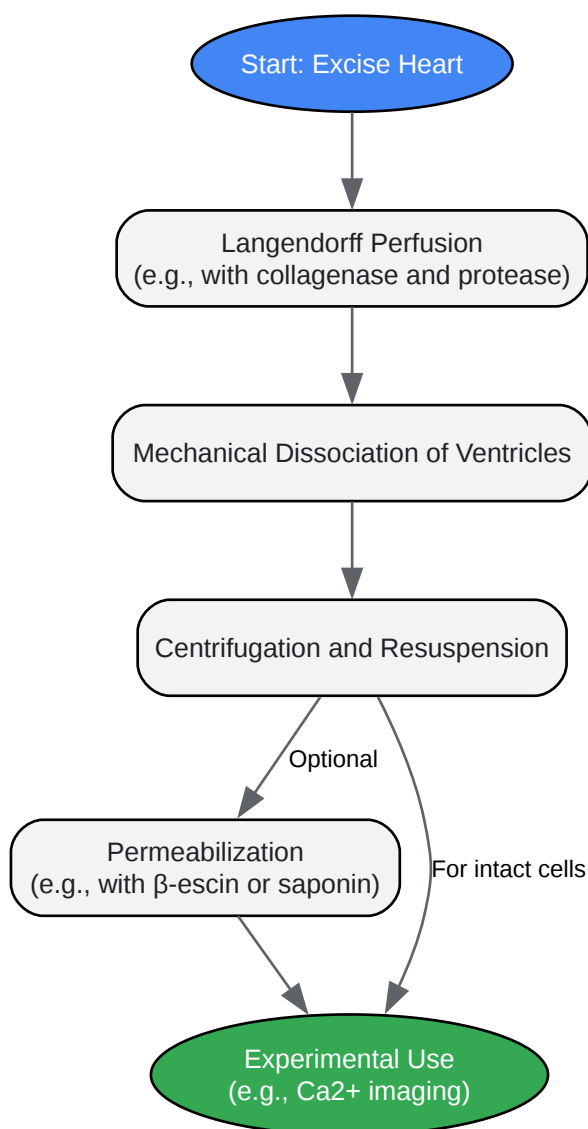 Start: Excise Heart
Langendorff Perfusion
(e.g., with collagenase and protease)
Mechanical Dissociation of Ventricles
Centrifugation and Resuspension
Optional
Permeabilization
(e.g., with β-escin or saponin)
For intact cells
Experimental Use
(e.g., Ca2+ imaging)